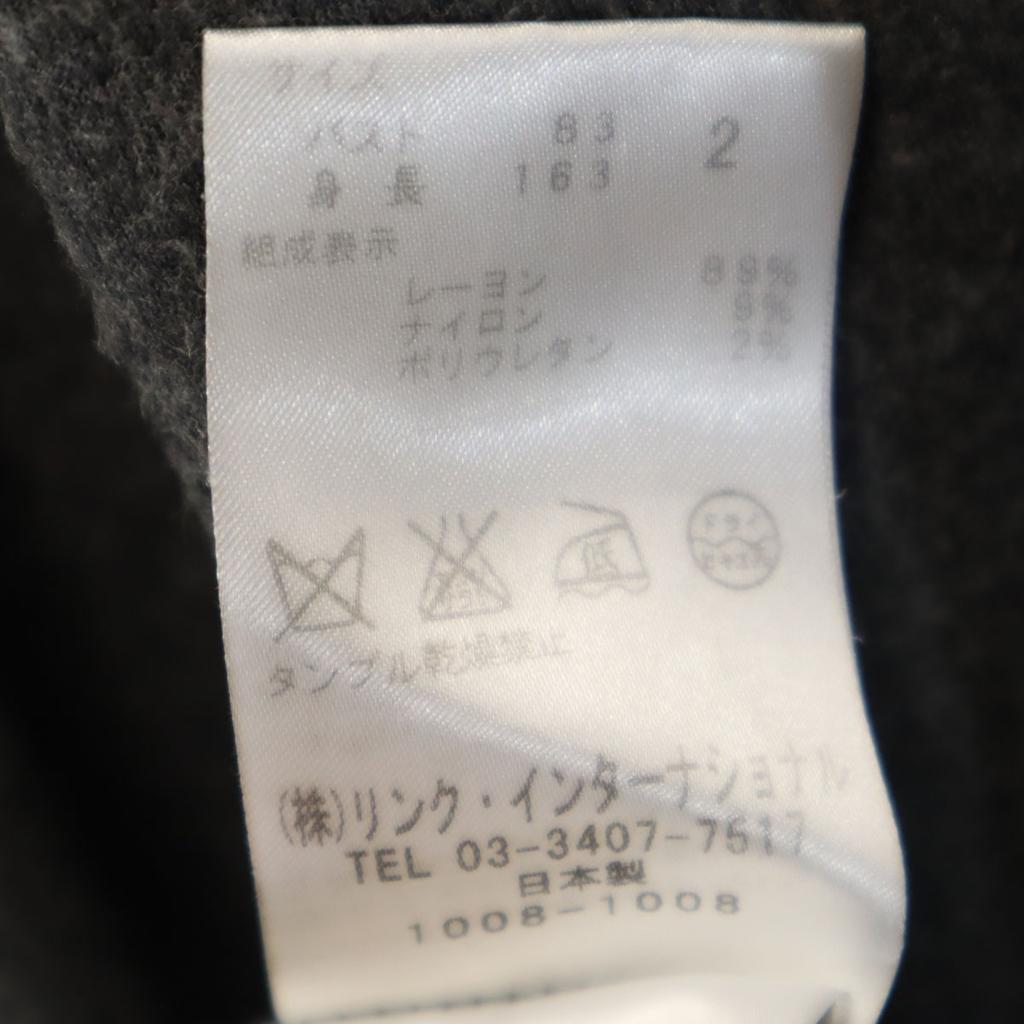 サイズ
バスト 83 2
身長 163
組成表示
レーヨン 89%
ナイロン 9%
ポリウレタン 2%
低 ドライ
タンブル乾燥禁止
(株)リンク・インターナショナル
TEL 03-3407-7517
日本製
1008-1008